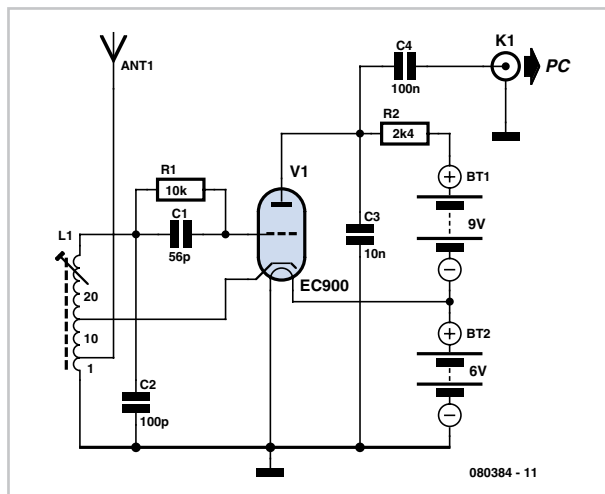 ANT1
C4
100n
K1
PC
R2
2k4
R1
10k
V1
BT1
+
C1
56p
9V
L1
C3
10n
–
EC900
20
+
BT2
10
1
C2
100p
6V
–
080384 - 11